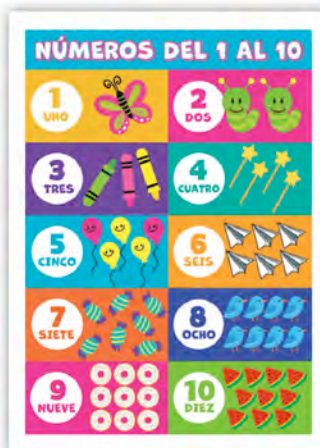 NÚMEROS DEL 1 AL 10
1
UNO
2
DOS
3
TRES
4
CUATRO
5
CINCO
6
SEIS
7
SIETE
8
OCHO
9
NUEVE
10
DIEZ